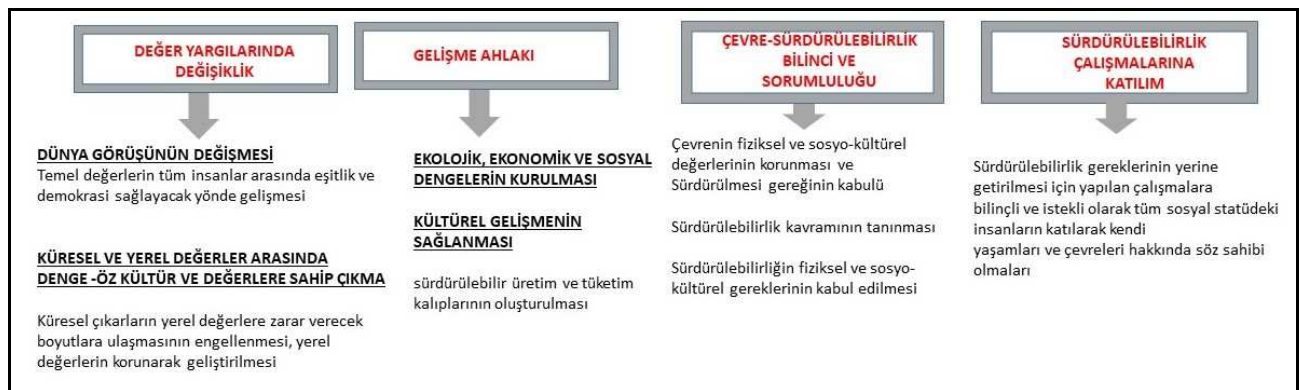 DEĞER YARGILARINDA
DEĞİŞİKLİK
DÜNYA GÖRÜŞÜNÜN DEĞİŞMESİ
Temel değerlerin tüm insanlar arasında eşitlik ve
demokrasi sağlayacak yönde gelişmesi
KÜRESEL VE YEREL DEĞERLER ARASINDA
DENGE -ÖZ KÜLTÜR VE DEĞERLERE SAHİP ÇIKMA
Küresel çıkarların yerel değerlere zarar verecek
boyutlara ulaşmasının engellenmesi, yerel
değerlerin korunarak geliştirilmesi
GELİŞME AHLAKI
EKOLOJİK, EKONOMİK VE SOSYAL
DENGELERİN KURULMASI
KÜLTÜREL GELİŞMENİN
SAĞLANMASI
sürdürülebilir üretim ve tüketim
kalıplarının oluşturulması
ÇEVRE-SÜRDÜRÜLEBİLİRLİK
BİLİNCİ VE
SORUMLULUĞU
Çevrenin fiziksel ve sosyo-kültürel
değerlerinin korunması ve
Sürdürülmesi gereğinin kabulü
Sürdürülebilirlik kavramının tanınması
Sürdürülebilirliğin fiziksel ve sosyo-
kültürel gereklerinin kabul edilmesi
SÜRDÜRÜLEBİLİRLİK
ÇALIŞMALARINA
KATILIM
Sürdürülebilirlik gereklerinin yerine
getirilmesi için yapılan çalışmalara
bilinçli ve istekli olarak tüm sosyal statüdeki
insanların katılarak kendi
yaşamları ve çevreleri hakkında söz sahibi
olmaları